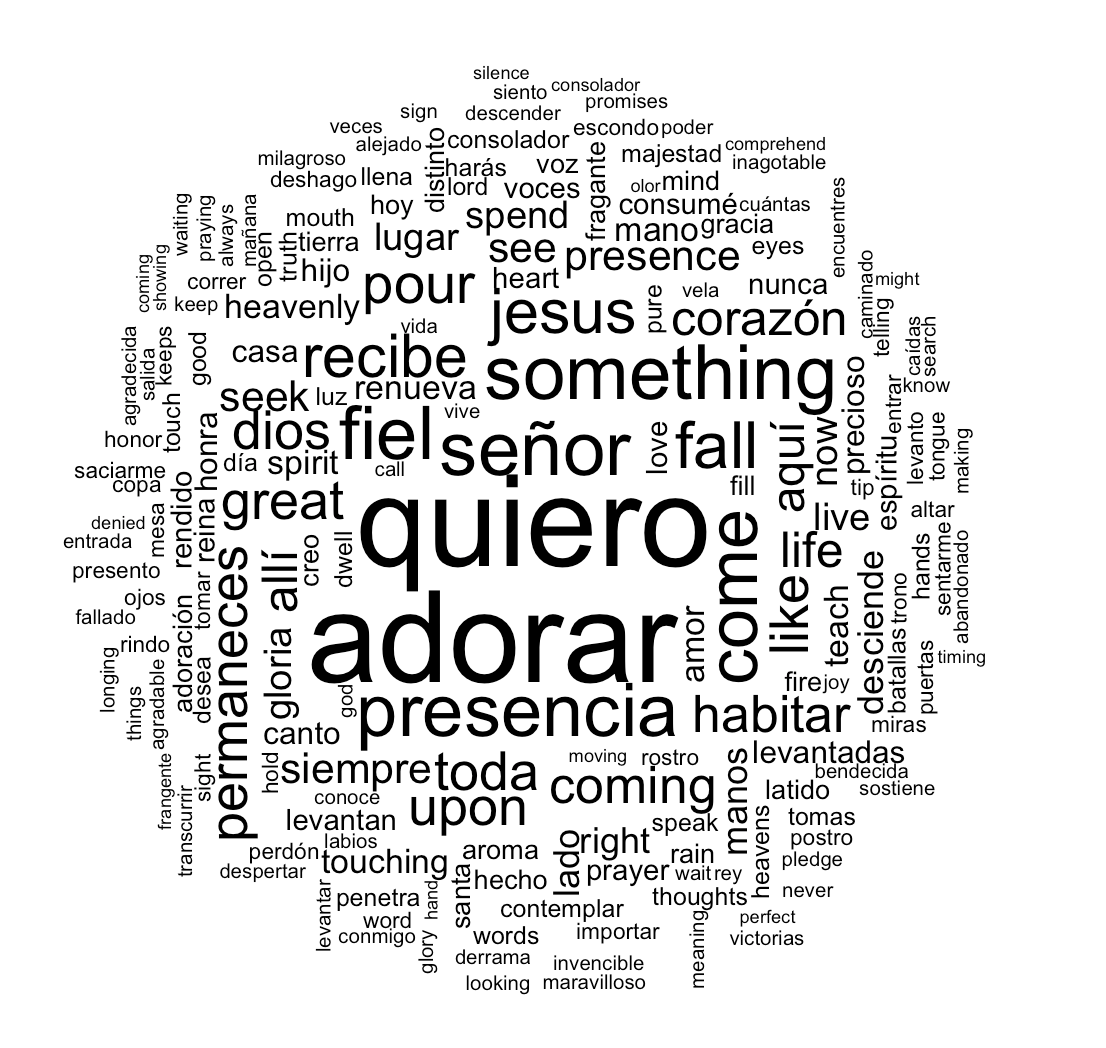 silence
consolador
siento
promises
sign
descender
veces
alejado
consolador
escondo
poder
milagroso
distinto
harás
voz
fragante
majestad
comprehend
inagotable
deshago
llena
lord
voces
olor
mind
waiting
praying
always
mañana
mouth
hoy
spend
consumé
cuántas
encuentres
open
truth
tierra
lugar
see
mano
gracia
coming
showing
correr
hijo
pour
heart
presence
eyes
keep
heavenly
jesus
pure
vela
nunca
caminado
might
vida
corazón
telling
agradecida
salida
keeps
good
casa
recibe
something
caídas
search
touch
seek
luz
renueva
precioso
entrar
know
honor
honra
dios
fiel
vive
señor
love
fall
aquí
now
espíritu
levanto
tongue
making
saciarme
copa
día
spirit
call
fill
tip
denied
mesa
rendido
reina
great
quiero
come
live
altar
entrada
creo
dwell
life
hands
sentarme
abandonado
presento
permaneces
allí
like
desciende
ojos
tomar
adorar
amor
teach
batallas
trono
fallado
rindo
adoración
desea
gloria
god
fire
joy
puertas
timing
longing
things
agradable
canto
presencia
habitar
miras
frangente
transcurrir
sight
hold
siempre
toda
moving
rostro
manos
levantadas
bendecida
conoce
coming
latido
sostiene
levantan
upon
speak
heavens
tomas
perdón
labios
lado
right
postro
despertar
touching
aroma
rain
pledge
levantar
penetra
hand
santa
hecho
prayer
wait
rey
never
word
contemplar
thoughts
conmigo
glory
words
importar
meaning
perfect
victorias
derrama
invencible
looking
maravilloso